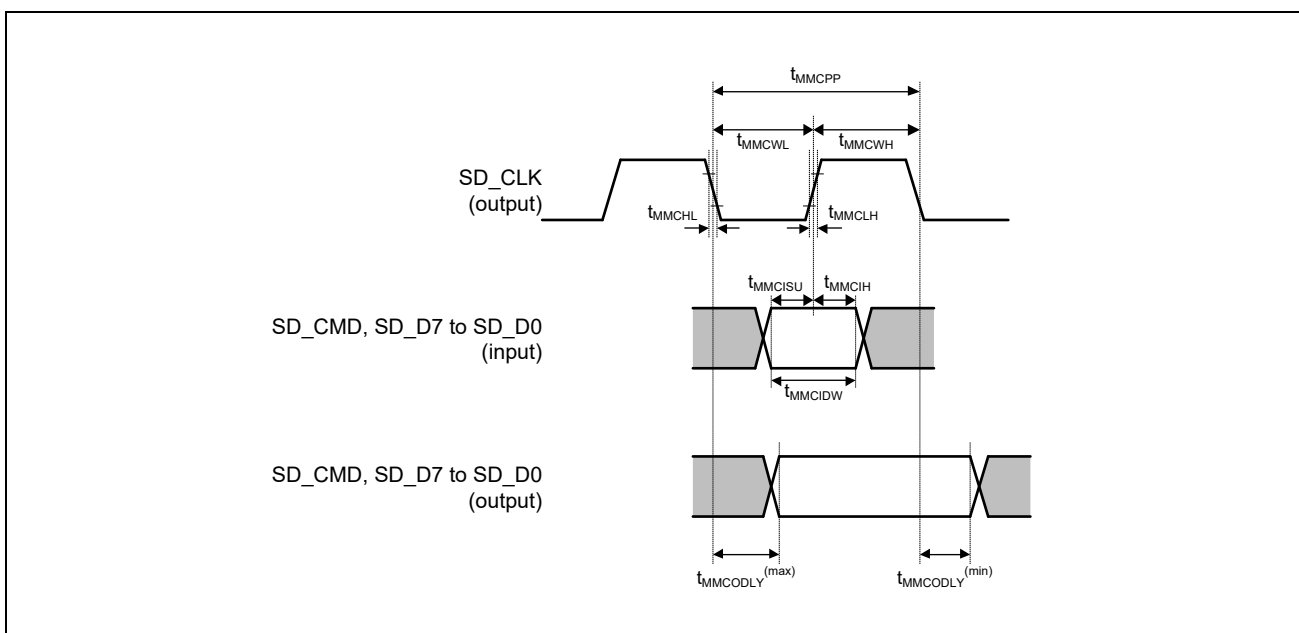 tMMCPP
tMMCWL tMMCWH
SD_CLK
(output)
tMMCHL tMMCLH
tMMCISU tMMCIH
SD_CMD, SD_D7 to SD_D0
(input)
tMMCIDW
SD_CMD, SD_D7 to SD_D0
(output)
tMMCODLY(max) tMMCODLY(min)